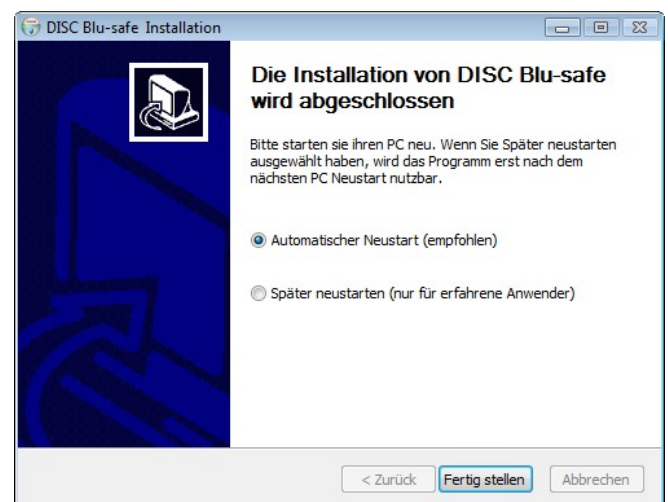 DISC Blu-safe Installation
Die Installation von DISC Blu-safe
wird abgeschlossen
Bitte starten sie ihren PC neu. Wenn Sie Später neustarten
ausgewählt haben, wird das Programm erst nach dem
nächsten PC Neustart nutzbar.
Automatischer Neustart (empfohlen)
Später neustarten (nur für erfahrene Anwender)
< Zurück Fertig stellen Abbrechen